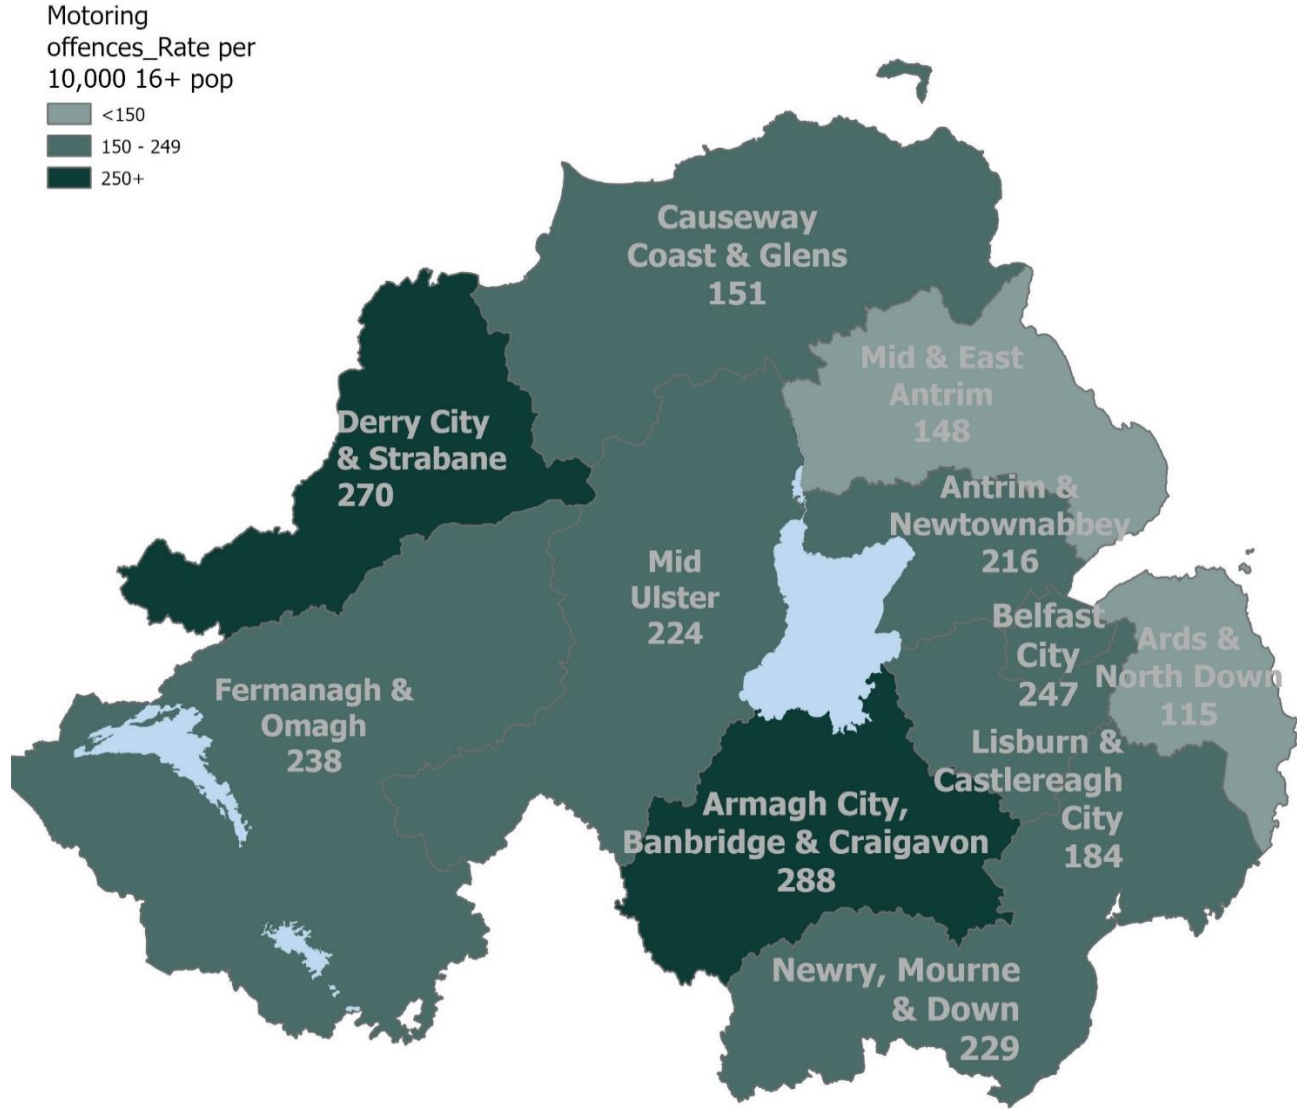 Motoring
offences_Rate per
10,000 16+ pop
<150
150 - 249
250+
Causeway
Coast & Glens
151
Mid & East
Antrim
148
Derry City
& Strabane
270
Antrim &
Newtownabbey
216
Mid
Ulster
224
Belfast
City
247
Ards &
North Down
115
Fermanagh &
Omagh
238
Lisburn &
Castlereagh
City
184
Armagh City,
Banbridge & Craigavon
288
Newry, Mourne
& Down
229